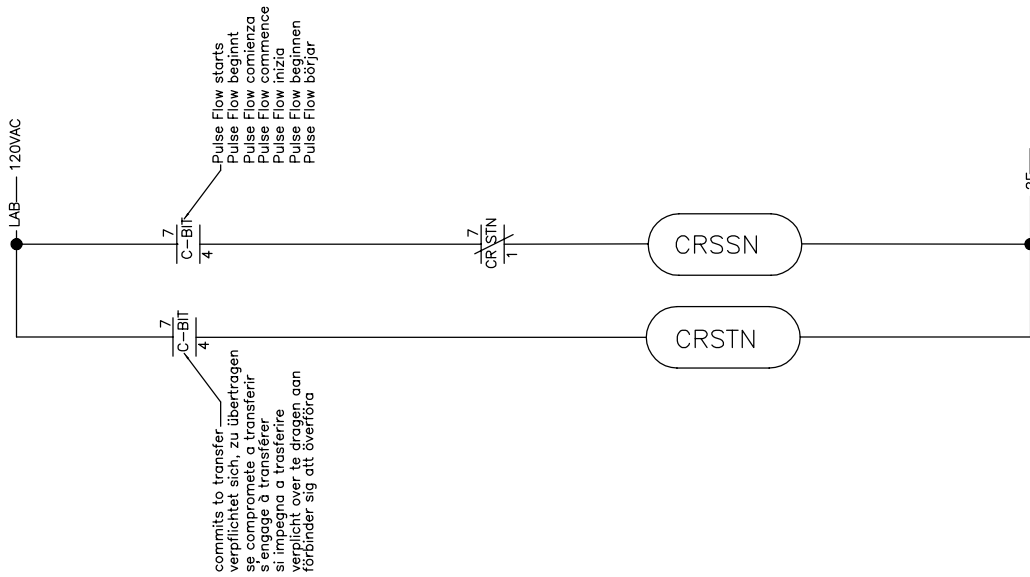 LAB 120VAC
Pulse Flow starts
Pulse Flow beginnt
Pulse Flow comienza
Pulse Flow commence
Pulse Flow inizia
Pulse Flow beginnen
Pulse Flow börjar
7
C-BIT
4
7
CRSTN
1
CRSSN
7
C-BIT
4
commits to transfer
verpflichtet sich, zu übertragen
se compromete a transferir
s'engage à transférer
si impegna a trasferire
verplicht over te dragen aan
förbinder sig att överföra
CRSTN